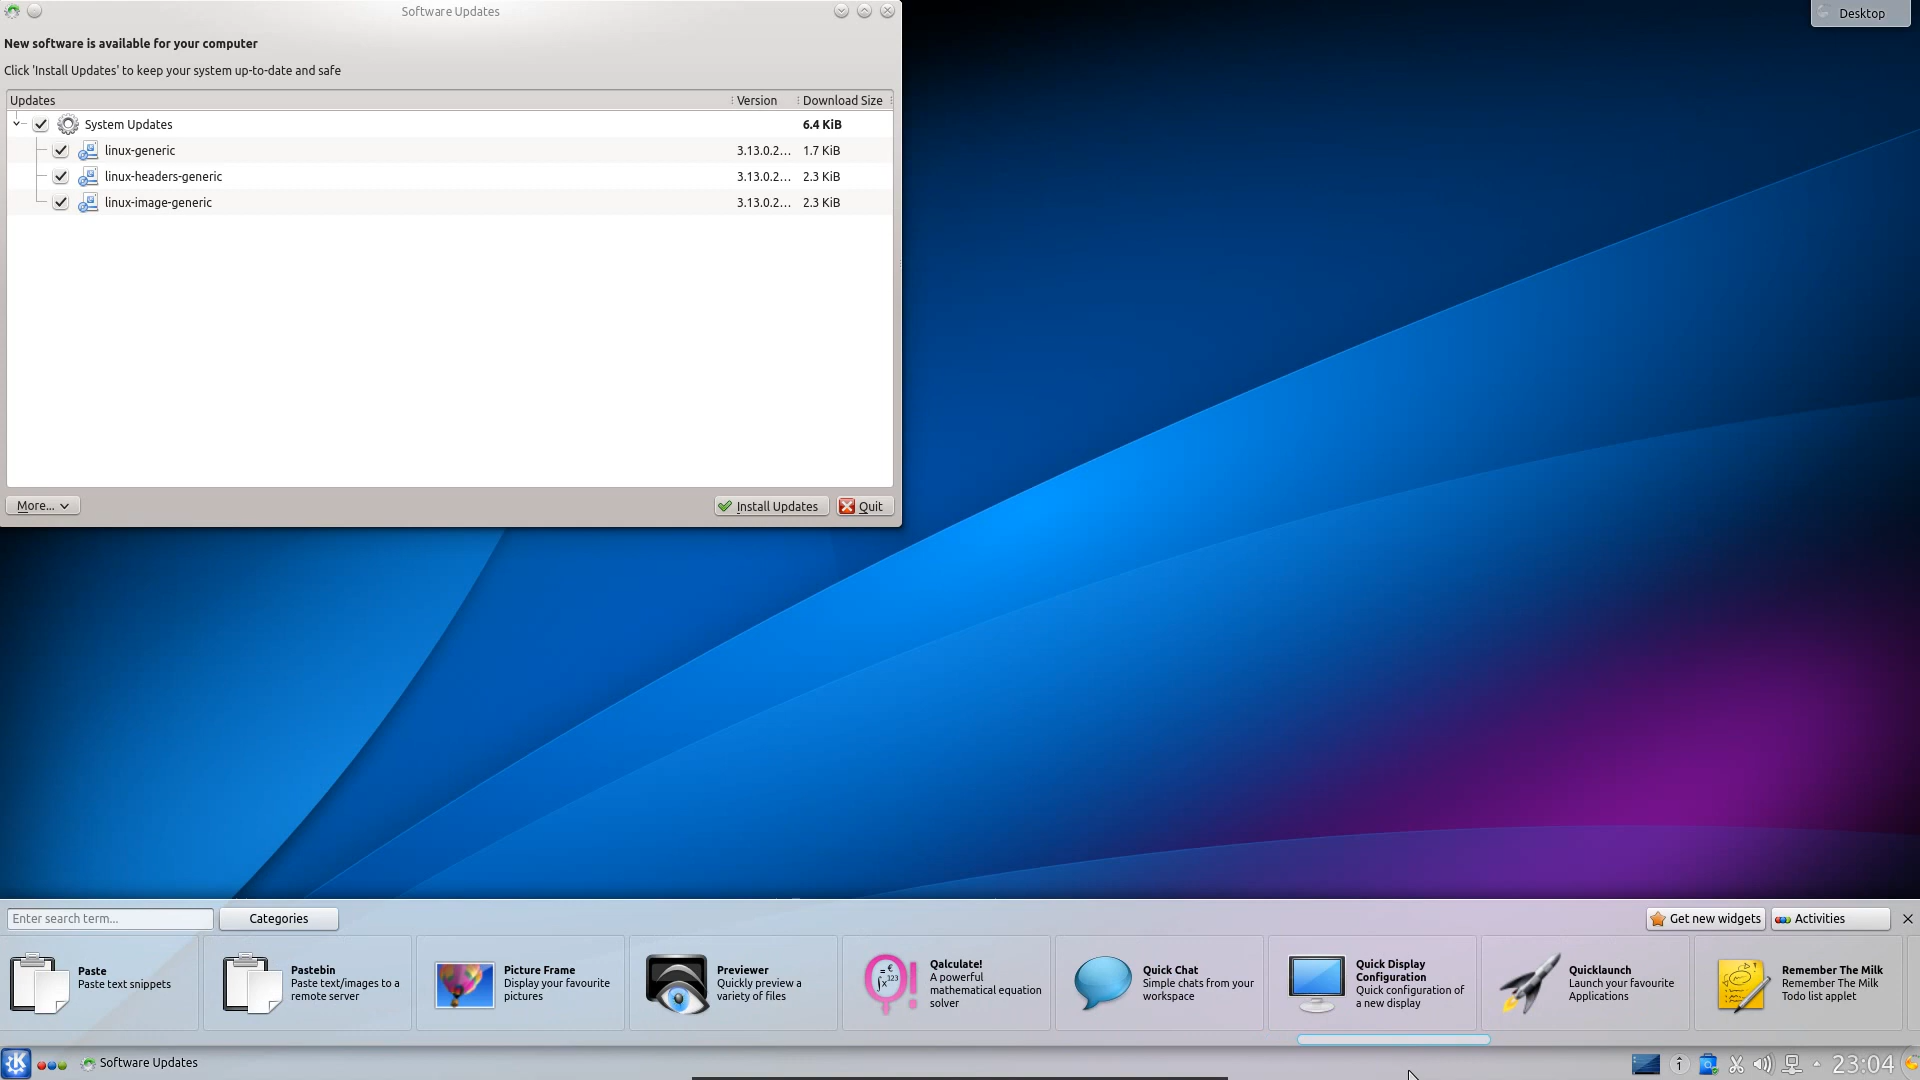 Software Updates
Desktop
New software is available for your computer
Click 'Install Updates' to keep your system up-to-date and safe
Updates Version Download Size
System Updates 6.4 KiB
linux-generic 3.13.0.2... 1.7 KiB
linux-headers-generic 3.13.0.2... 2.3 KiB
linux-image-generic 3.13.0.2... 2.3 KiB
More... Install Updates Quit
Enter search term... Categories Get new widgets Activities
Paste
Paste text snippets
Pastebin
Paste text/images to a
remote server
Picture Frame
Display your favourite
pictures
Previewer
Quickly preview a
variety of files
Qalculate!
A powerful
mathematical equation
solver
Quick Chat
Simple chats from your
workspace
Quick Display
Configuration
Quick configuration of
a new display
Quicklaunch
Launch your favourite
Applications
Remember The Milk
Remember The Milk
Todo list applet
Software Updates 23:04